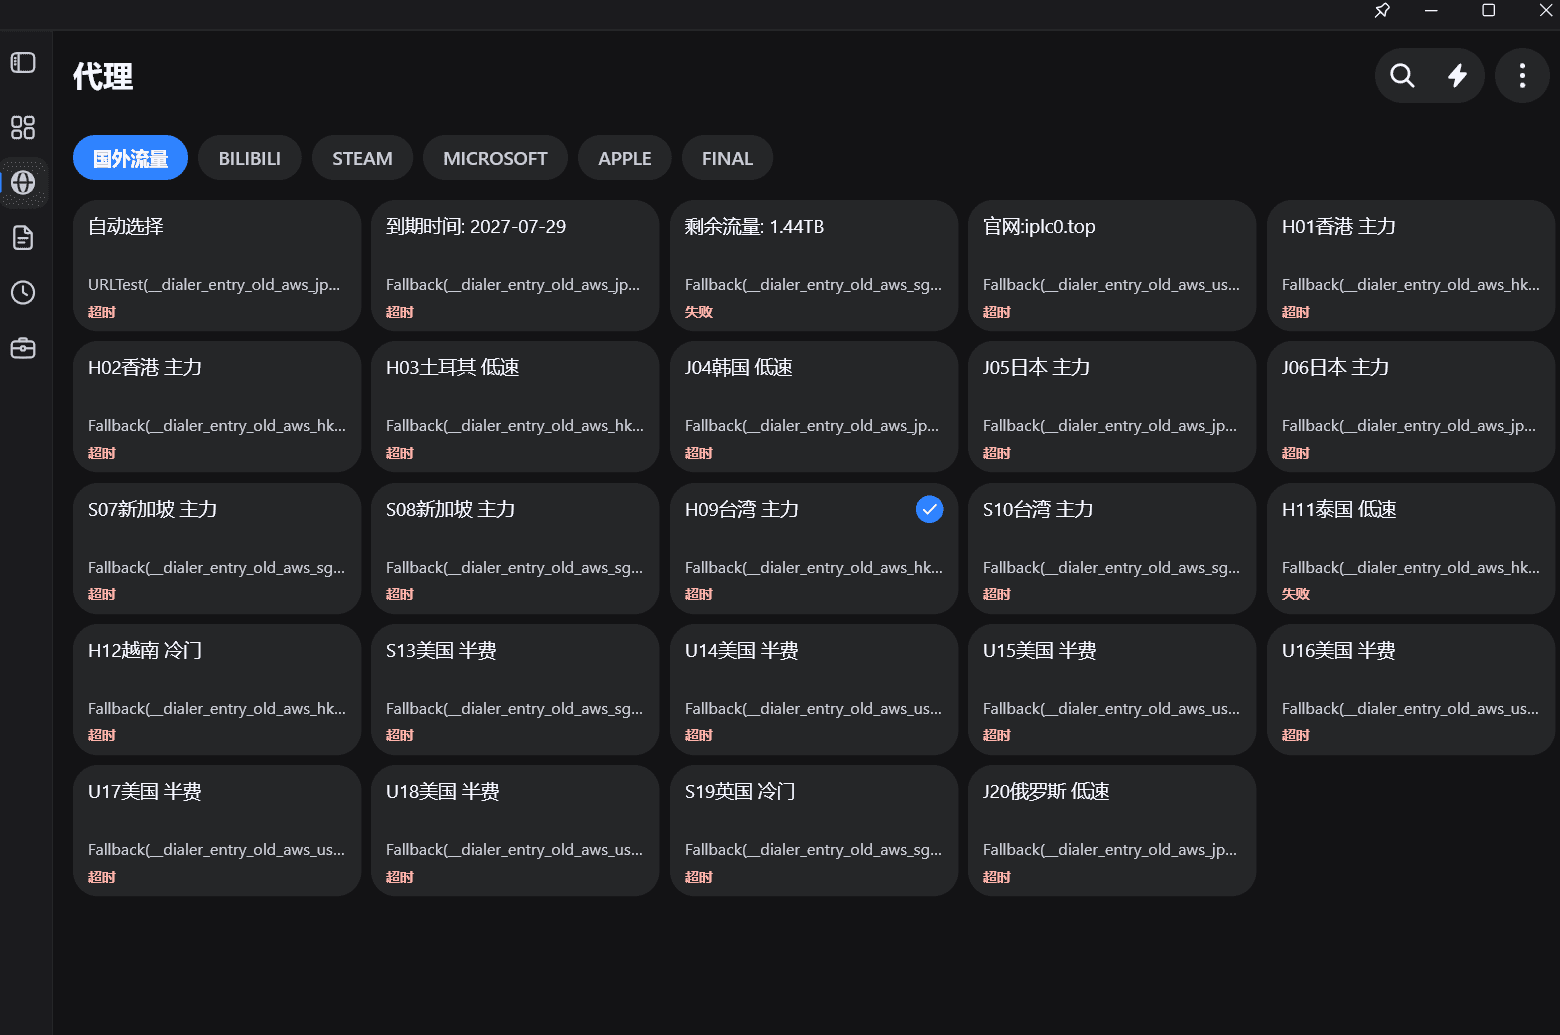 代理
国外流量
BILIBILI
STEAM
MICROSOFT
APPLE
FINAL
自动选择
URLTest(__dialer_entry_old_aws_jp...
超时
到期时间: 2027-07-29
Fallback(__dialer_entry_old_aws_jp...
超时
剩余流量: 1.44TB
Fallback(__dialer_entry_old_aws_sg...
失败
官网:iplc0.top
Fallback(__dialer_entry_old_aws_us...
超时
H01香港 主力
Fallback(__dialer_entry_old_aws_hk...
超时
H02香港 主力
Fallback(__dialer_entry_old_aws_hk...
超时
H03土耳其 低速
Fallback(__dialer_entry_old_aws_hk...
超时
J04韩国 低速
Fallback(__dialer_entry_old_aws_jp...
超时
J05日本 主力
Fallback(__dialer_entry_old_aws_jp...
超时
J06日本 主力
Fallback(__dialer_entry_old_aws_jp...
超时
S07新加坡 主力
Fallback(__dialer_entry_old_aws_sg...
超时
S08新加坡 主力
Fallback(__dialer_entry_old_aws_sg...
超时
H09台湾 主力
Fallback(__dialer_entry_old_aws_hk...
超时
S10台湾 主力
Fallback(__dialer_entry_old_aws_sg...
超时
H11泰国 低速
Fallback(__dialer_entry_old_aws_hk...
失败
H12越南 冷门
Fallback(__dialer_entry_old_aws_hk...
超时
S13美国 半费
Fallback(__dialer_entry_old_aws_sg...
超时
U14美国 半费
Fallback(__dialer_entry_old_aws_us...
超时
U15美国 半费
Fallback(__dialer_entry_old_aws_us...
超时
U16美国 半费
Fallback(__dialer_entry_old_aws_us...
超时
U17美国 半费
Fallback(__dialer_entry_old_aws_us...
超时
U18美国 半费
Fallback(__dialer_entry_old_aws_us...
超时
S19英国 冷门
Fallback(__dialer_entry_old_aws_sg...
超时
J20俄罗斯 低速
Fallback(__dialer_entry_old_aws_jp...
超时